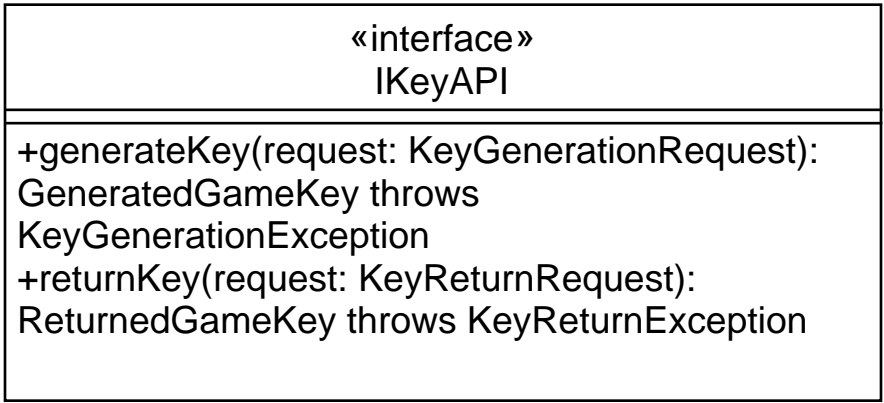 «interface»
IKeyAPI
+generateKey(request: KeyGenerationRequest):
GeneratedGameKey throws
KeyGenerationException
+returnKey(request: KeyReturnRequest):
ReturnedGameKey throws KeyReturnException